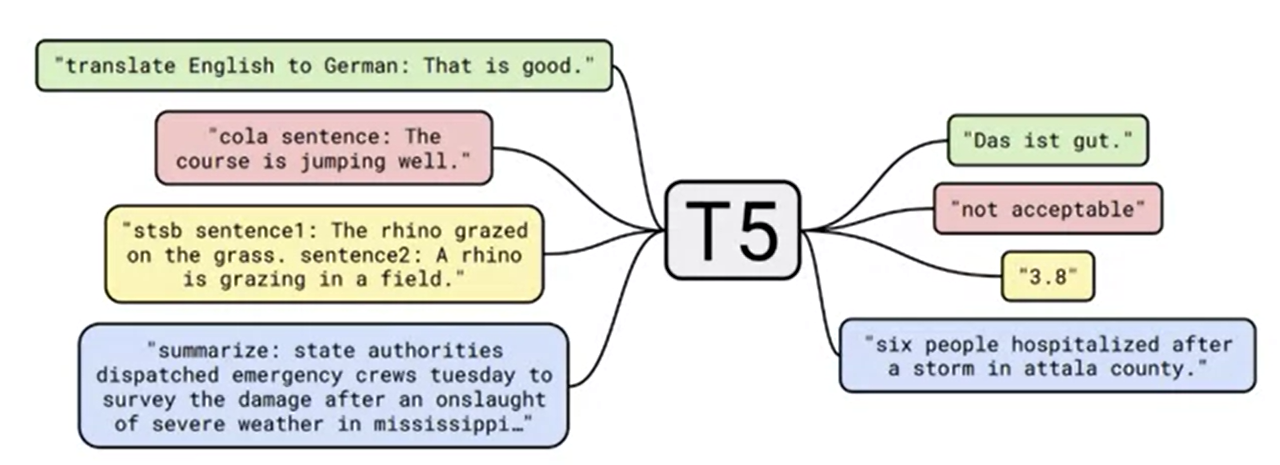 "translate English to German: That is good."
"cola sentence: The
course is jumping well."
"stsb sentence1: The rhino grazed
on the grass. sentence2: A rhino
is grazing in a field."
"summarize: state authorities
dispatched emergency crews tuesday to
survey the damage after an onslaught
of severe weather in mississippi…"
T5
"Das ist gut."
"not acceptable"
"3.8"
"six people hospitalized after
a storm in attala county."